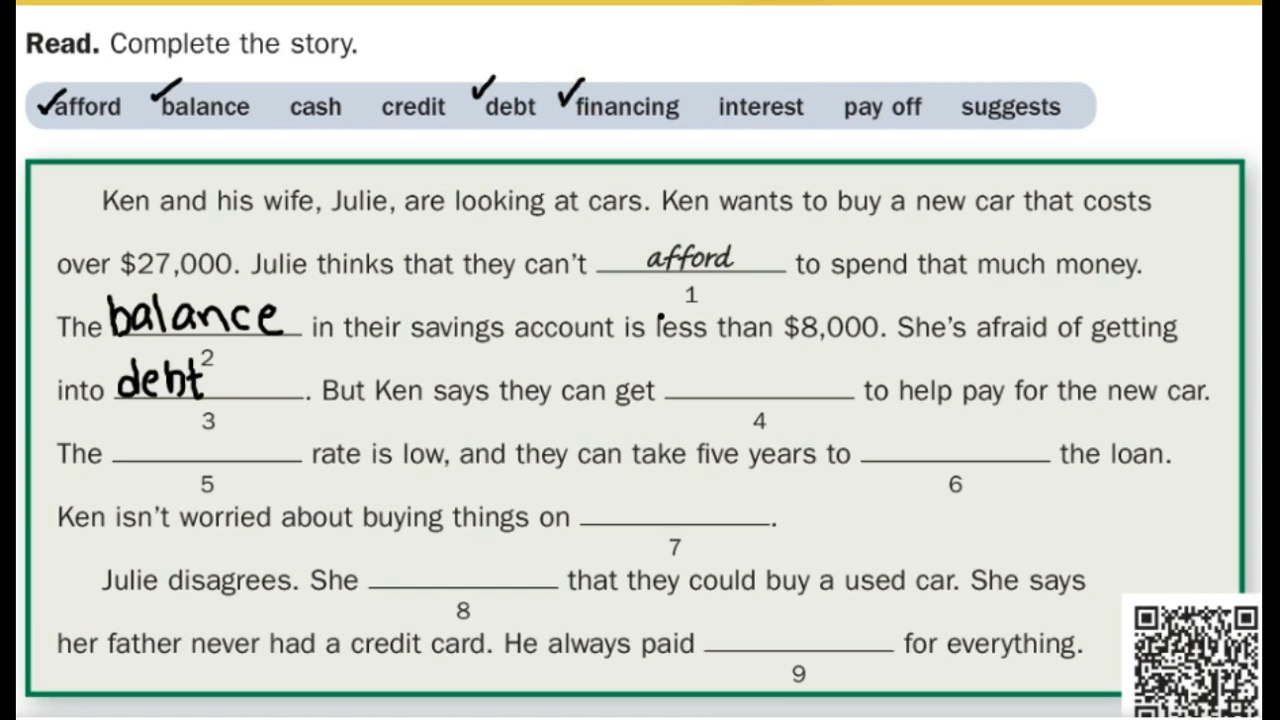 Read. Complete the story.
afford balance cash credit debt financing interest pay off suggests
Ken and his wife, Julie, are looking at cars. Ken wants to buy a new car that costs
over $27,000. Julie thinks that they can't afford to spend that much money.
1
The balance in their savings account is less than $8,000. She's afraid of getting
2
into debt. But Ken says they can get ____________ to help pay for the new car.
3 4
The ____________ rate is low, and they can take five years to ____________ the loan.
5 6
Ken isn't worried about buying things on ____________.
7
Julie disagrees. She ____________ that they could buy a used car. She says
8
her father never had a credit card. He always paid ____________ for everything.
9